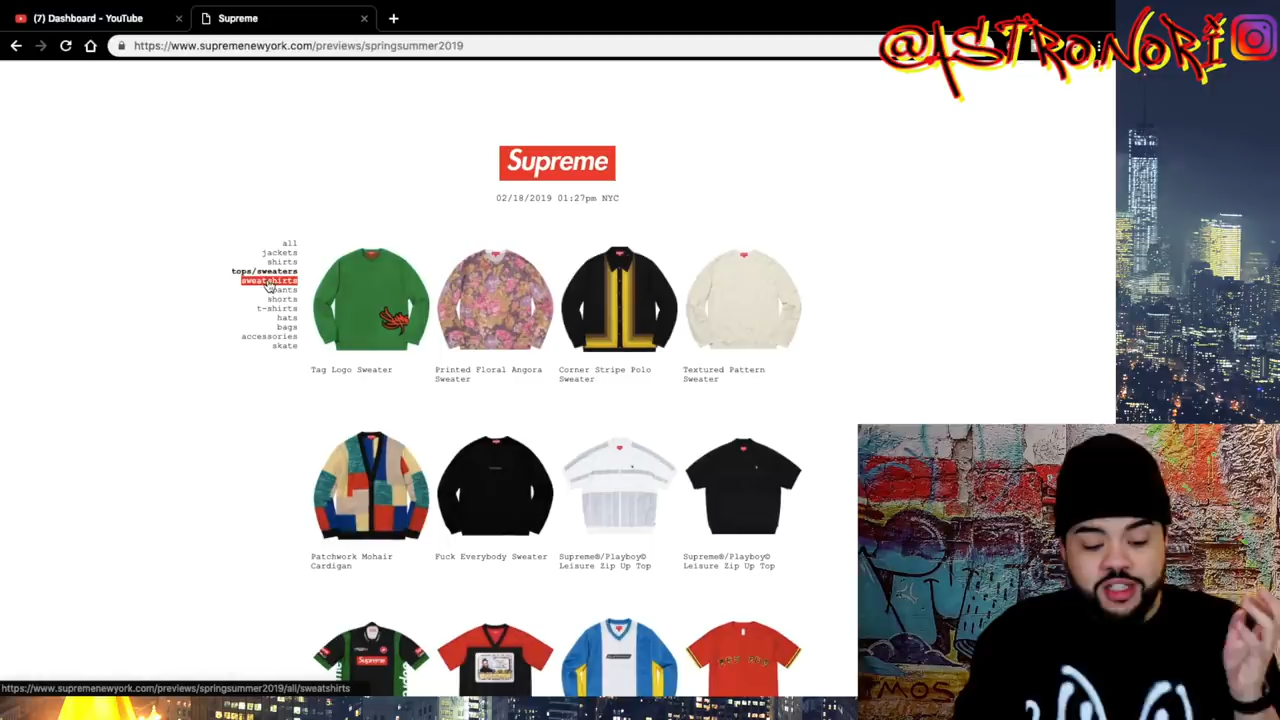 (7) Dashboard - YouTube
Supreme
https://www.supremenewyork.com/previews/springsummer2019
@ASTRONORI
Supreme
02/18/2019 01:27pm NYC
all
jackets
shirts
tops/sweaters
sweatshirts
pants
shorts
t-shirts
hats
bags
accessories
skate
Tag Logo Sweater
Printed Floral Angora
Sweater
Corner Stripe Polo
Sweater
Textured Pattern
Sweater
Patchwork Mohair
Cardigan
Fuck Everybody Sweater
Supreme®/Playboy©
Leisure Zip Up Top
Supreme®/Playboy©
Leisure Zip Up Top
Supreme
https://www.supremenewyork.com/previews/springsummer2019/all/sweatshirts